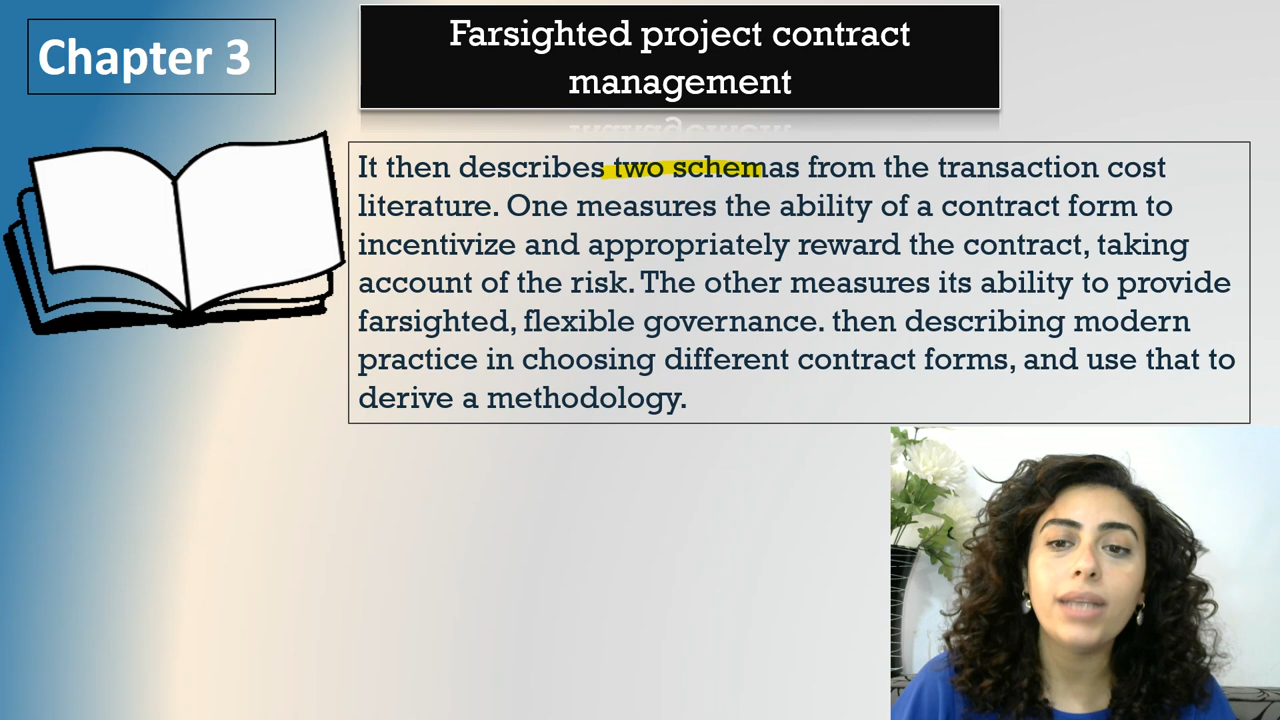 Chapter 3
Farsighted project contract
management
It then describes two schemas from the transaction cost
literature. One measures the ability of a contract form to
incentivize and appropriately reward the contract, taking
account of the risk. The other measures its ability to provide
farsighted, flexible governance. then describing modern
practice in choosing different contract forms, and use that to
derive a methodology.